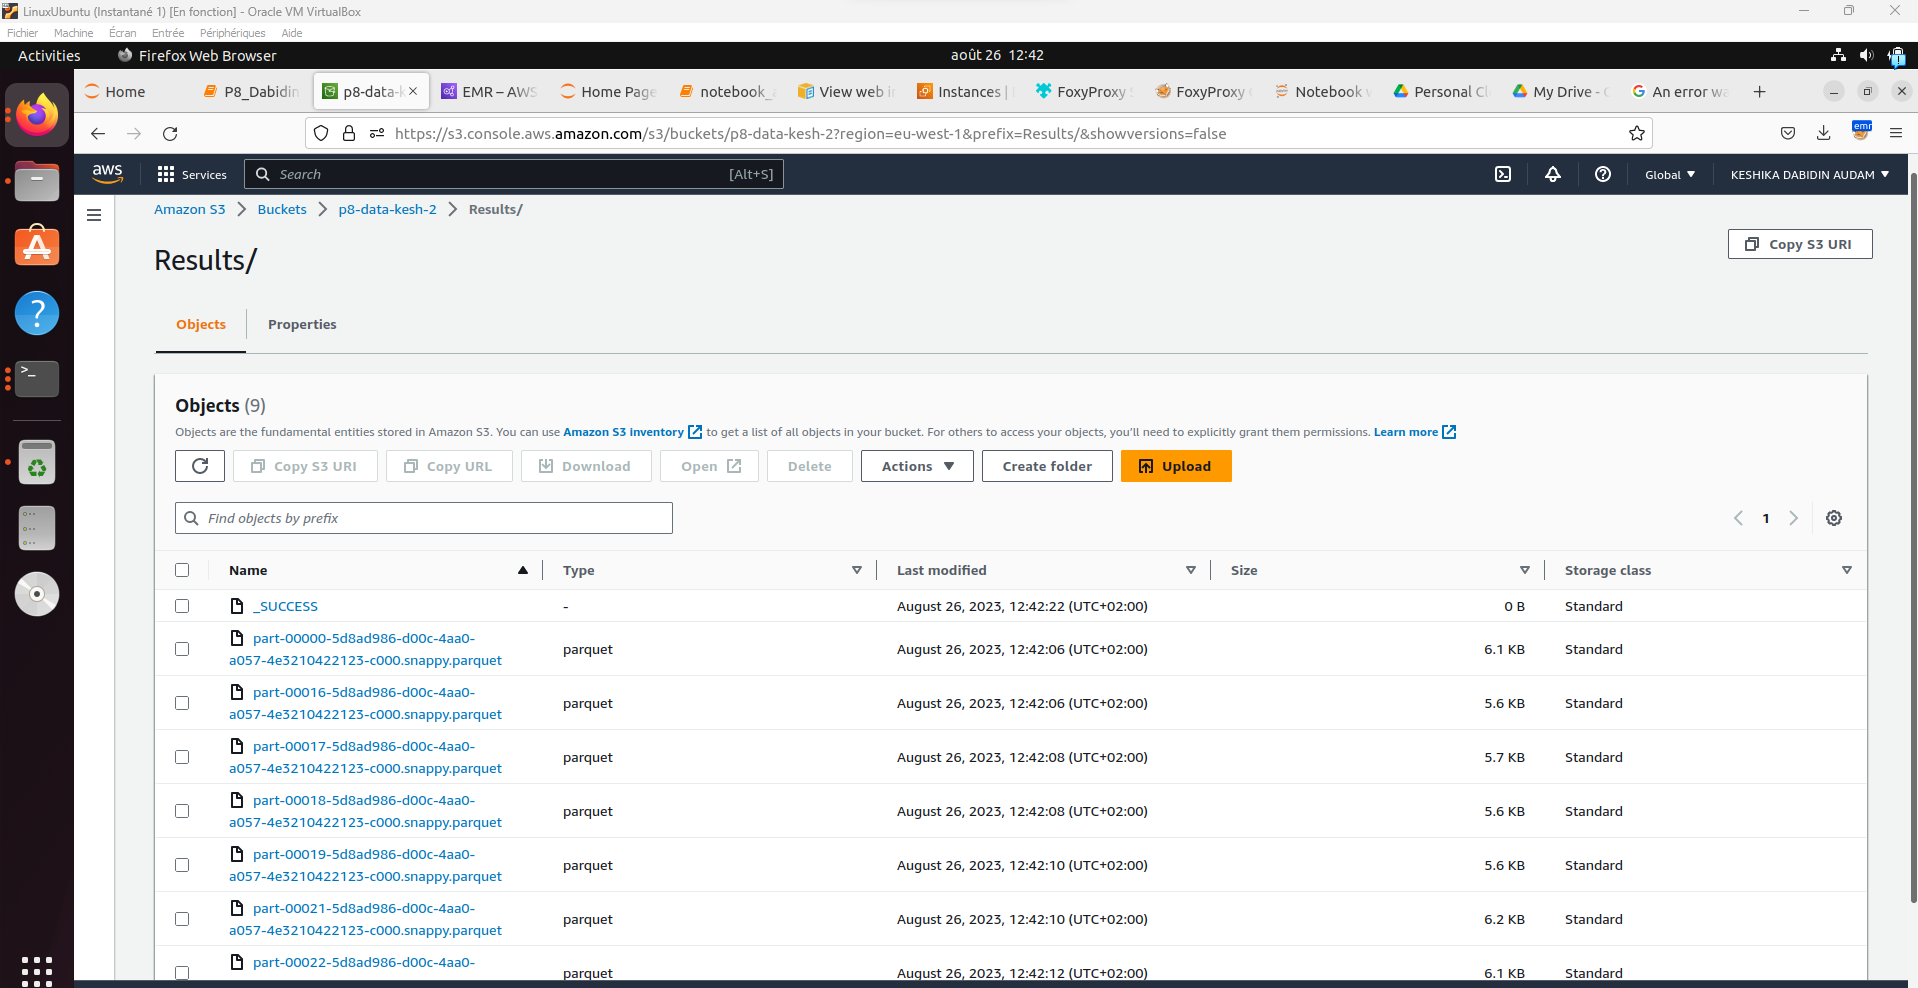 LinuxUbuntu (Instantané 1) [En fonction] - Oracle VM VirtualBox
Fichier Machine Écran Entrée Périphériques Aide
Activities Firefox Web Browser août 26 12:42
Home P8_Dabidin p8-data-k EMR – AWS Home Page notebook_ View web i Instances | FoxyProxy FoxyProxy Notebook Personal Cl My Drive - An error wa
https://s3.console.aws.amazon.com/s3/buckets/p8-data-kesh-2?region=eu-west-1&prefix=Results/&showversions=false emr
aws Services Search [Alt+S] Global KESHIKA DABIDIN AUDAM
Amazon S3 Buckets p8-data-kesh-2 Results/
Results/
Copy S3 URI
Objects Properties
Objects (9)
Objects are the fundamental entities stored in Amazon S3. You can use Amazon S3 inventory to get a list of all objects in your bucket. For others to access your objects, you'll need to explicitly grant them permissions. Learn more
Copy S3 URI Copy URL Download Open Delete Actions Create folder Upload
Find objects by prefix 1
Name Type Last modified Size Storage class
_SUCCESS - August 26, 2023, 12:42:22 (UTC+02:00) 0 B Standard
part-00000-5d8ad986-d00c-4aa0-
a057-4e3210422123-c000.snappy.parquet parquet August 26, 2023, 12:42:06 (UTC+02:00) 6.1 KB Standard
part-00016-5d8ad986-d00c-4aa0-
a057-4e3210422123-c000.snappy.parquet parquet August 26, 2023, 12:42:06 (UTC+02:00) 5.6 KB Standard
part-00017-5d8ad986-d00c-4aa0-
a057-4e3210422123-c000.snappy.parquet parquet August 26, 2023, 12:42:08 (UTC+02:00) 5.7 KB Standard
part-00018-5d8ad986-d00c-4aa0-
a057-4e3210422123-c000.snappy.parquet parquet August 26, 2023, 12:42:08 (UTC+02:00) 5.6 KB Standard
part-00019-5d8ad986-d00c-4aa0-
a057-4e3210422123-c000.snappy.parquet parquet August 26, 2023, 12:42:10 (UTC+02:00) 5.6 KB Standard
part-00021-5d8ad986-d00c-4aa0-
a057-4e3210422123-c000.snappy.parquet parquet August 26, 2023, 12:42:10 (UTC+02:00) 6.2 KB Standard
part-00022-5d8ad986-d00c-4aa0-
parquet August 26, 2023, 12:42:12 (UTC+02:00) 6.1 KB Standard